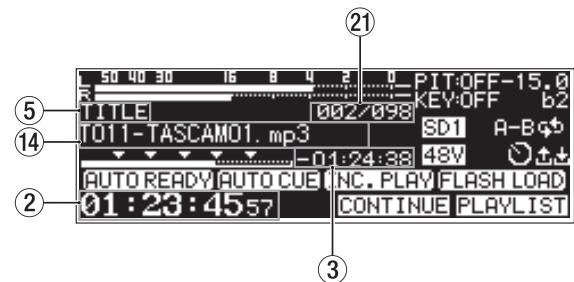 21
L 50 40 30 16 8 4 2 0 PIT:OFF-15.0
R KEY:OFF b2
5 TITLE 002/098
14 T011-TASCAM01.mp3 SD1 A-B
-01:24:38 48V
AUTO READY AUTO CUE INC.PLAY FLASH LOAD
2 01:23:4557 CONTINUE PLAYLIST
3